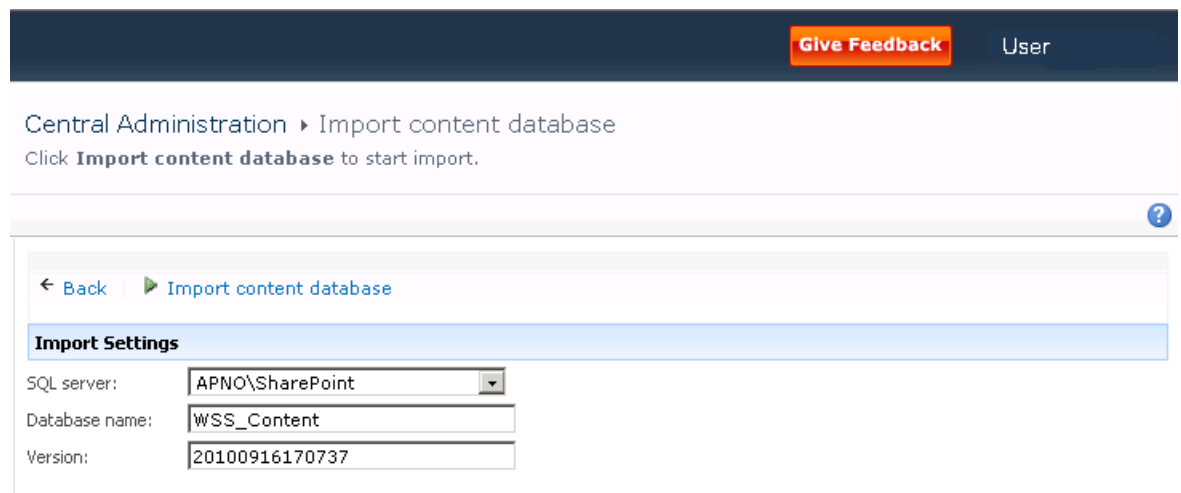 Give Feedback User
Central Administration ▸ Import content database
Click Import content database to start import.
?
Back Import content database
Import Settings
SQL server: APNO\SharePoint
Database name: WSS_Content
Version: 20100916170737